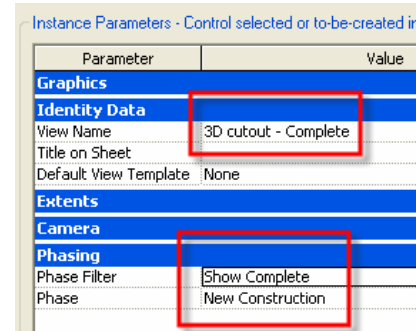 Instance Parameters - Control selected or to-be-created
Parameter Value
Graphics
Identity Data
View Name 3D cutout - Complete
Title on Sheet
Default View Template None
Extents
Camera
Phasing
Phase Filter Show Complete
Phase New Construction